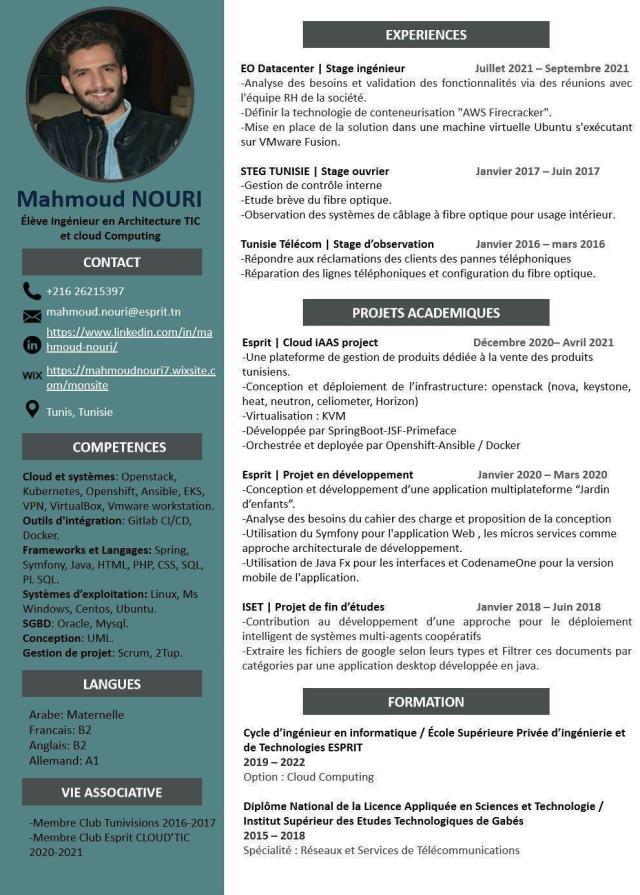 Mahmoud NOURI
Élève ingénieur en Architecture TIC
et cloud Computing
CONTACT
+216 26215397
mahmoud.nouri@esprit.tn
https://www.linkedin.com/in/ma
hmoud-nouri/
https://mahmoudnouri7.wixsite.c
om/monsite
Tunis, Tunisie
COMPETENCES
Cloud et systèmes: Openstack,
Kubernetes, Openshift, Ansible, EKS,
VPN, VirtualBox, Vmware workstation.
Outils d'intégration: Gitlab CI/CD,
Docker.
Frameworks et Langages: Spring,
Symfony, Java, HTML, PHP, CSS, SQL,
PL SQL.
Systèmes d'exploitation: Linux, Ms
Windows, Centos, Ubuntu.
SGBD: Oracle, Mysql.
Conception: UML.
Gestion de projet: Scrum, 2Tup.
LANGUES
Arabe: Maternelle
Francais: B2
Anglais: B2
Allemand: A1
VIE ASSOCIATIVE
-Membre Club Tunivisions 2016-2017
-Membre Club Esprit CLOUD'TIC
2020-2021
EXPERIENCES
EO Datacenter | Stage ingénieur Juillet 2021 – Septembre 2021
-Analyse des besoins et validation des fonctionnalités via des réunions avec
l'équipe RH de la société.
-Définir la technologie de conteneurisation "AWS Firecracker".
-Mise en place de la solution dans une machine virtuelle Ubuntu s'exécutant
sur VMware Fusion.
STEG TUNISIE | Stage ouvrier Janvier 2017 – Juin 2017
-Gestion de contrôle interne
-Etude brève du fibre optique.
-Observation des systèmes de câblage à fibre optique pour usage intérieur.
Tunisie Télécom | Stage d'observation Janvier 2016 – mars 2016
-Répondre aux réclamations des clients des pannes téléphoniques
-Réparation des lignes téléphoniques et configuration du fibre optique.
PROJETS ACADEMIQUES
Esprit | Cloud iAAS project Décembre 2020– Avril 2021
-Une plateforme de gestion de produits dédiée à la vente des produits
tunisiens.
-Conception et déploiement de l'infrastructure: openstack (nova, keystone,
heat, neutron, celiometer, Horizon)
-Virtualisation : KVM
-Développée par SpringBoot-JSF-Primeface
-Orchestrée et deployée par Openshift-Ansible / Docker
Esprit | Projet en développement Janvier 2020 – Mars 2020
-Conception et développement d'une application multiplateforme “Jardin
d'enfants”.
-Analyse des besoins du cahier des charge et proposition de la conception
-Utilisation du Symfony pour l'application Web , les micros services comme
approche architecturale de développement.
-Utilisation de Java Fx pour les interfaces et CodenameOne pour la version
mobile de l'application.
ISET | Projet de fin d'études Janvier 2018 – Juin 2018
-Contribution au développement d'une approche pour le déploiement
intelligent de systèmes multi-agents coopératifs
-Extraire les fichiers de google selon leurs types et Filtrer ces documents par
catégories par une application desktop développée en java.
FORMATION
Cycle d'ingénieur en informatique / École Supérieure Privée d'ingénierie et
de Technologies ESPRIT
2019 – 2022
Option : Cloud Computing
Diplôme National de la Licence Appliquée en Sciences et Technologie /
Institut Supérieur des Etudes Technologiques de Gabés
2015 – 2018
Spécialité : Réseaux et Services de Télécommunications
in
WIX